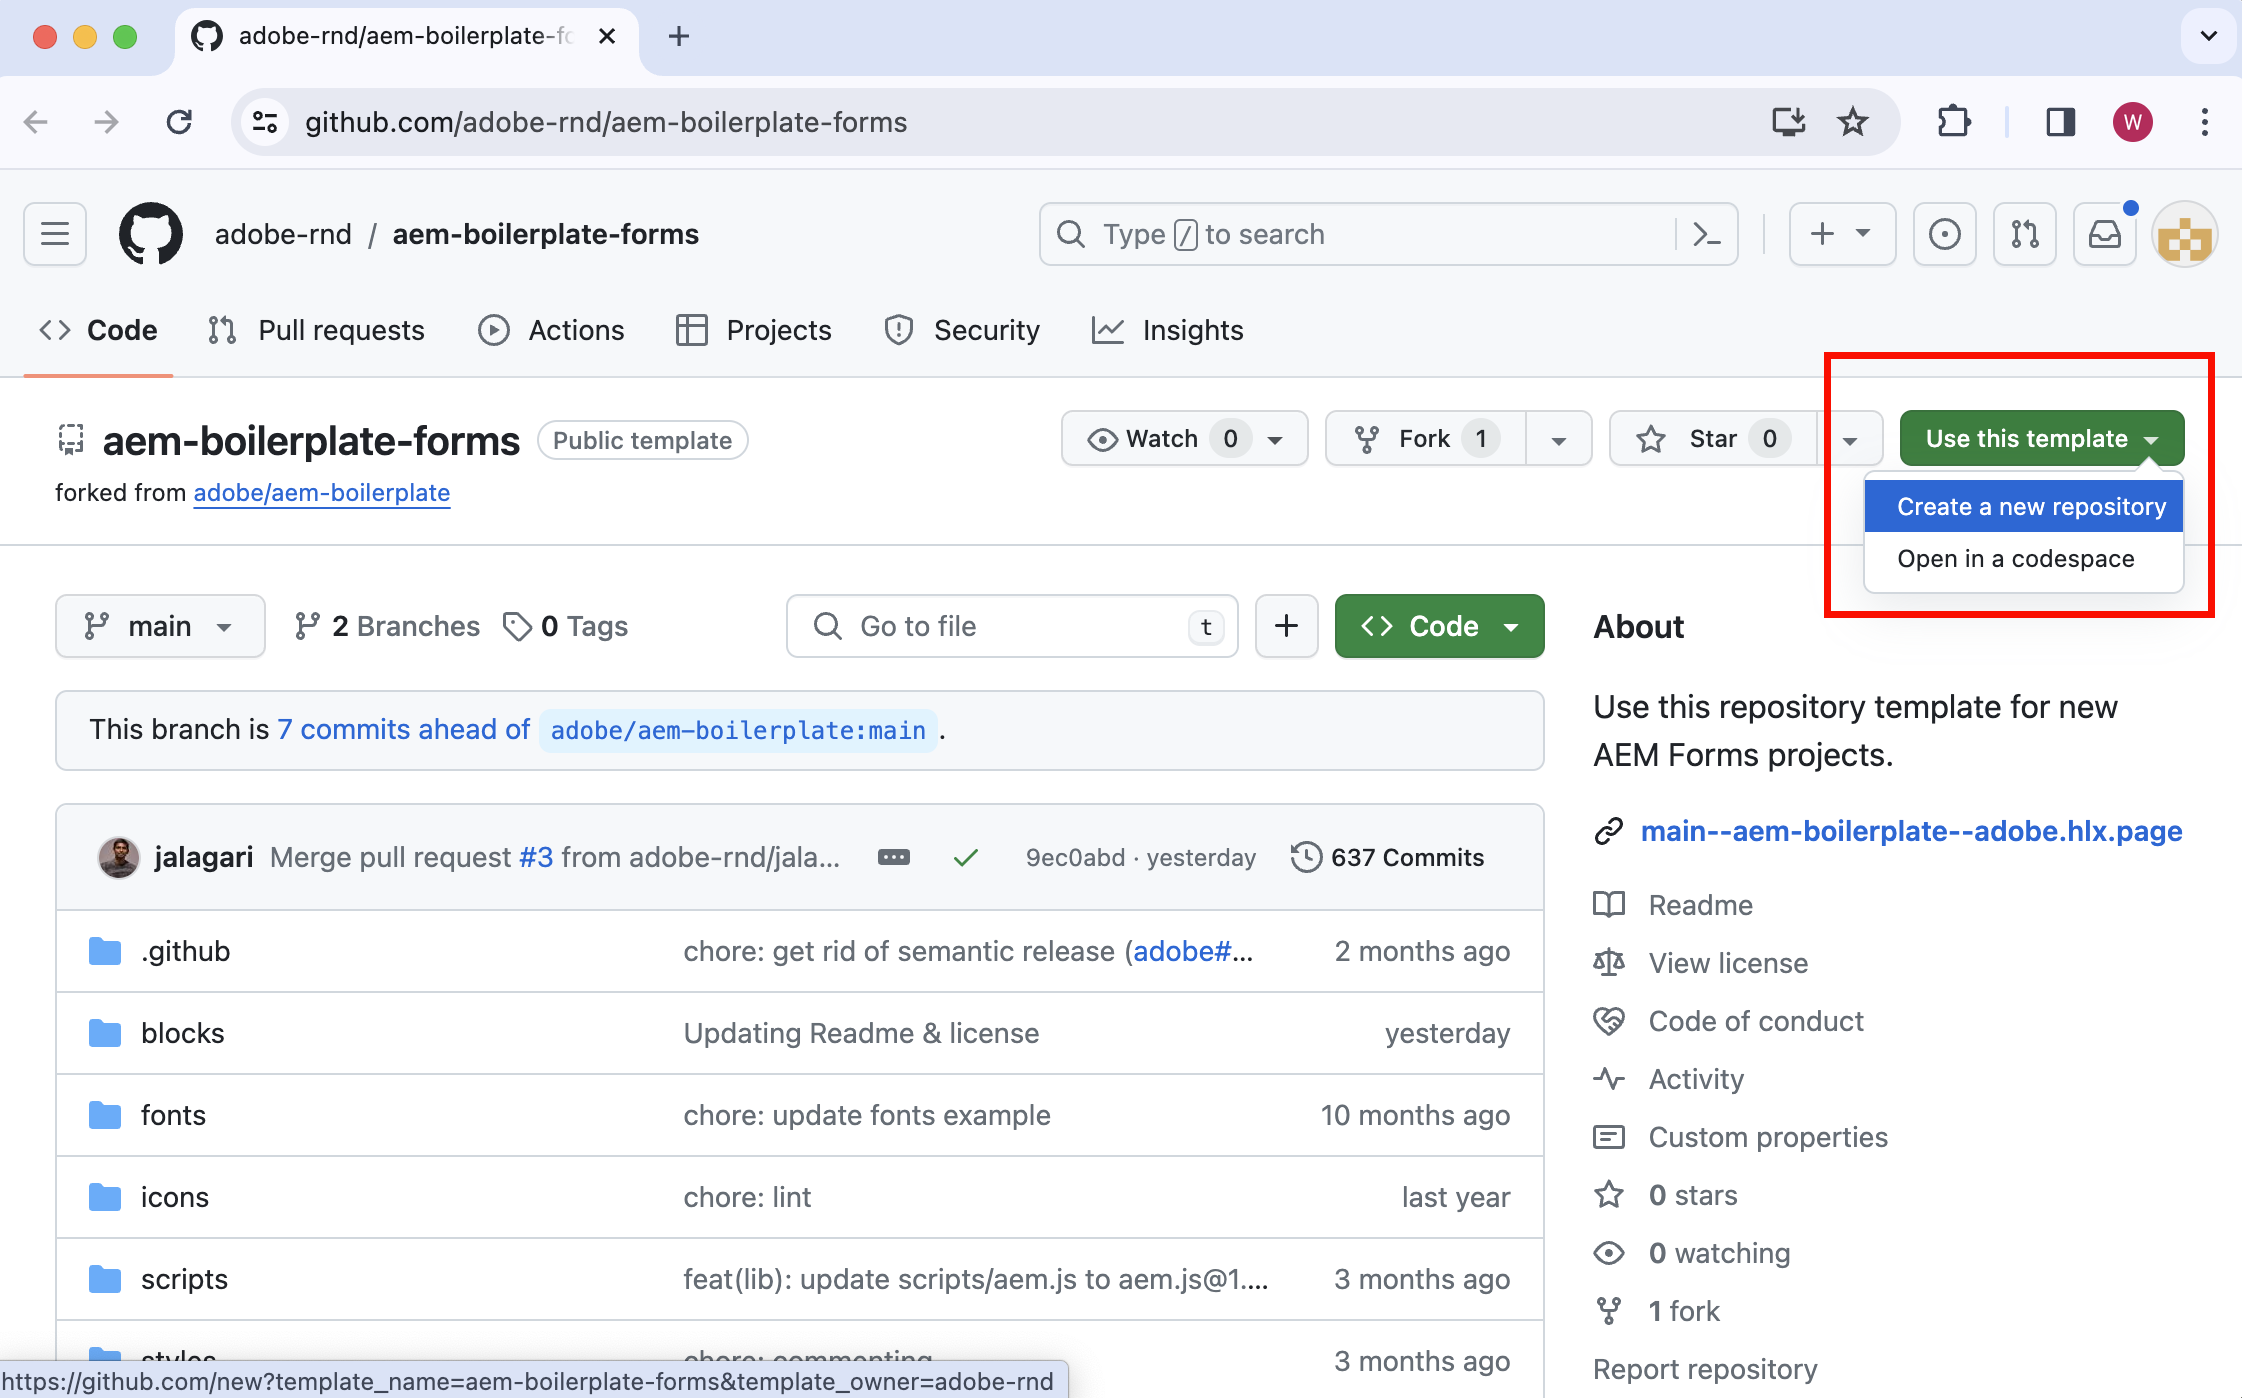 adobe-rnd/aem-boilerplate-fo
github.com/adobe-rnd/aem-boilerplate-forms
W
adobe-rnd / aem-boilerplate-forms
Type / to search
Code
Pull requests
Actions
Projects
Security
Insights
aem-boilerplate-forms
Public template
Watch 0
Fork 1
Star 0
Use this template
forked from adobe/aem-boilerplate
Create a new repository
Open in a codespace
main
2 Branches
0 Tags
Go to file
t
Code
About
This branch is 7 commits ahead of adobe/aem-boilerplate:main .
Use this repository template for new
AEM Forms projects.
main--aem-boilerplate--adobe.hlx.page
jalagari Merge pull request #3 from adobe-rnd/jala... 9ec0abd · yesterday 637 Commits
.github chore: get rid of semantic release (adobe#... 2 months ago
blocks Updating Readme & license yesterday
fonts chore: update fonts example 10 months ago
icons chore: lint last year
scripts feat(lib): update scripts/aem.js to aem.js@1.... 3 months ago
styles chore: commenting 3 months ago
Readme
View license
Code of conduct
Activity
Custom properties
0 stars
0 watching
1 fork
Report repository
https://github.com/new?template_name=aem-boilerplate-forms&template_owner=adobe-rnd